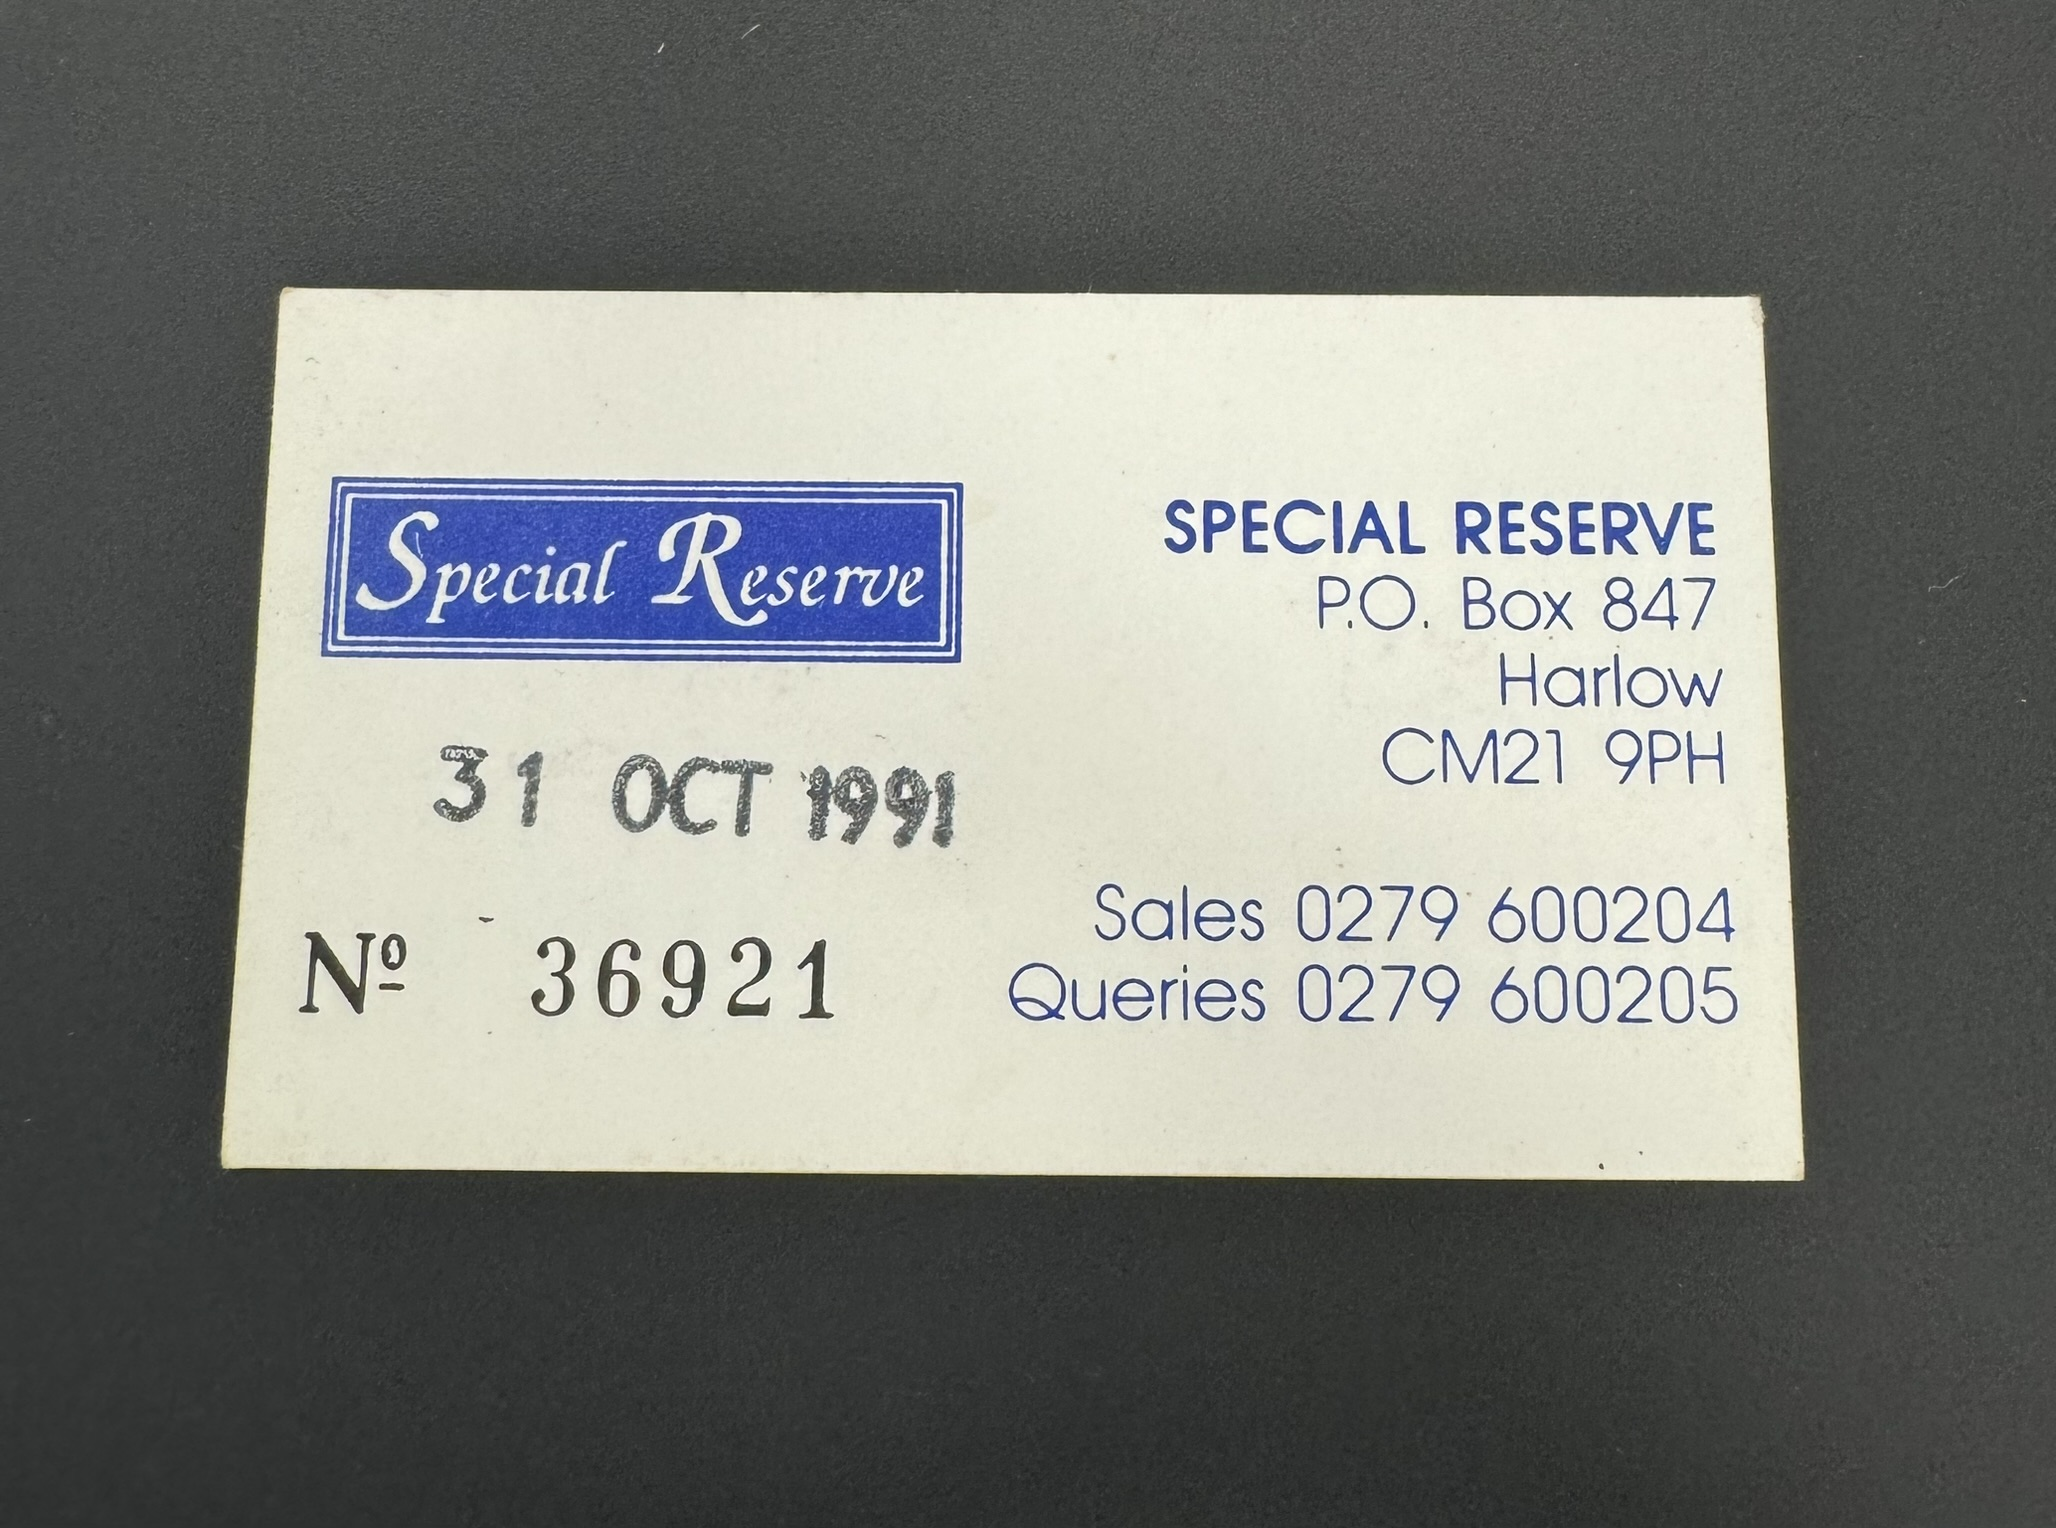 Special Reserve
31 OCT 1991
Nº 36921
SPECIAL RESERVE
P.O. Box 847
Harlow
CM21 9PH
Sales 0279 600204
Queries 0279 600205